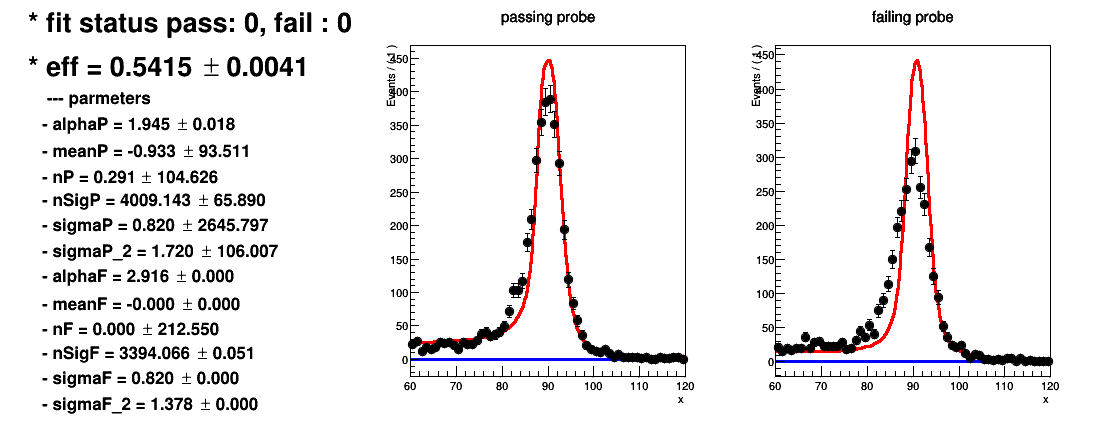 * fit status pass: 0, fail : 0
* eff = 0.5415 ± 0.0041
--- parmeters
- alphaP = 1.945 ± 0.018
- meanP = -0.933 ± 93.511
- nP = 0.291 ± 104.626
- nSigP = 4009.143 ± 65.890
- sigmaP = 0.820 ± 2645.797
- sigmaP_2 = 1.720 ± 106.007
- alphaF = 2.916 ± 0.000
- meanF = -0.000 ± 0.000
- nF = 0.000 ± 212.550
- nSigF = 3394.066 ± 0.051
- sigmaF = 0.820 ± 0.000
- sigmaF_2 = 1.378 ± 0.000
passing probe
Events / ( 1 )
450
400
350
300
250
200
150
100
50
0
60 70 80 90 100 110 120
x
failing probe
Events / ( 1 )
450
400
350
300
250
200
150
100
50
0
60 70 80 90 100 110 120
x